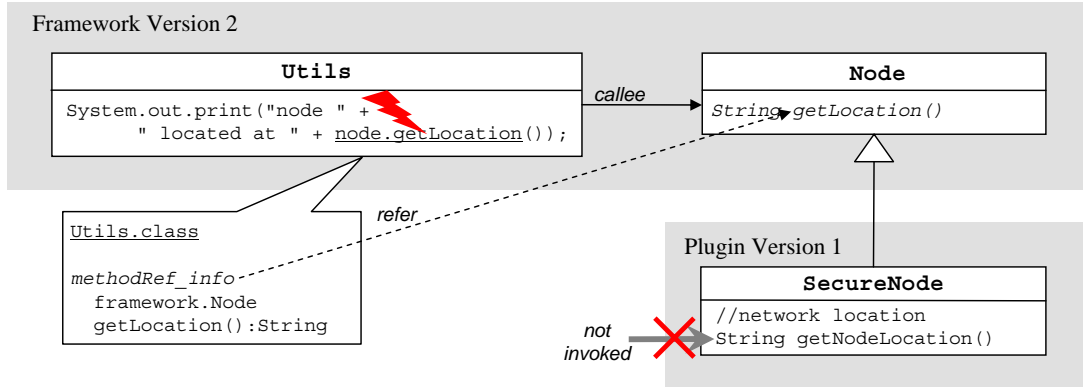 Framework Version 2
Utils
System.out.print("node " +
" located at " + node.getLocation());
callee
Node
String getLocation()
refer
Utils.class
methodRef_info
framework.Node
getLocation():String
Plugin Version 1
SecureNode
//network location
String getNodeLocation()
not
invoked